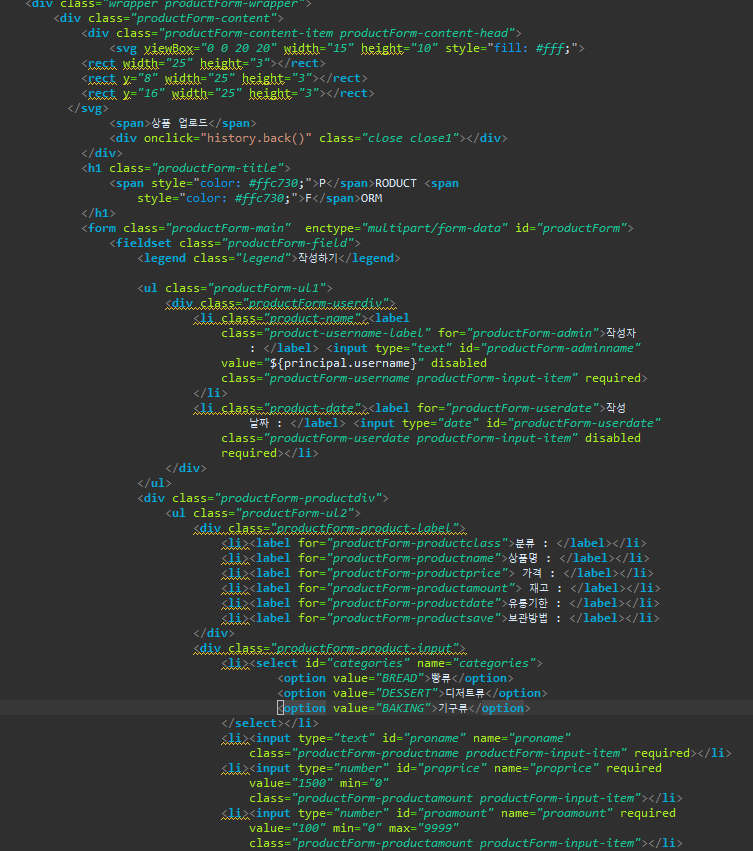 <div class="wrapper productForm-wrapper">
<div class="productForm-content">
<div class="productForm-content-item productForm-content-head">
<svg viewBox="0 0 20 20" width="15" height="10" style="fill: #fff;">
<rect width="25" height="3"></rect>
<rect y="8" width="25" height="3"></rect>
<rect y="16" width="25" height="3"></rect>
</svg>
<span>상품 업로드</span>
<div onclick="history.back()" class="close close1"></div>
</div>
<h1 class="productForm-title">
<span style="color: #ffc730;">P</span>RODUCT <span
style="color: #ffc730;">F</span>ORM
</h1>
<form class="productForm-main"  enctype="multipart/form-data" id="productForm">
<fieldset class="productForm-field">
<legend class="legend">작성하기</legend>
<ul class="productForm-ul1">
<div class="productForm-userdiv">
<li class="product-name"><label
class="product-username-label" for="productForm-admin">작성자
: </label> <input type="text" id="productForm-adminname"
value="${principal.username}" disabled
class="productForm-username productForm-input-item" required>
</li>
<li class="product-date"><label for="productForm-userdate">작성
날짜 : </label> <input type="date" id="productForm-userdate"
class="productForm-userdate productForm-input-item" disabled
required></li>
</div>
</ul>
<div class="productForm-productdiv">
<ul class="productForm-ul2">
<div class="productForm-product-label">
<li><label for="productForm-productclass">분류 : </label></li>
<li><label for="productForm-productname">상품명 : </label></li>
<li><label for="productForm-productprice"> 가격 : </label></li>
<li><label for="productForm-productamount"> 재고 : </label></li>
<li><label for="productForm-productdate">유통기한 : </label></li>
<li><label for="productForm-productsave">보관방법 : </label></li>
</div>
<div class="productForm-product-input">
<li><select id="categories" name="categories">
<option value="BREAD">빵류</option>
<option value="DESSERT">디저트류</option>
<option value="BAKING">기구류</option>
</select></li>
<li><input type="text" id="proname" name="proname"
class="productForm-productname productForm-input-item" required></li>
<li><input type="number" id="proprice" name="proprice" required
value="1500" min="0"
class="productForm-productamount productForm-input-item"></li>
<li><input type="number" id="proamount" name="proamount" required
value="100" min="0" max="9999"
class="productForm-productamount productForm-input-item"></li>